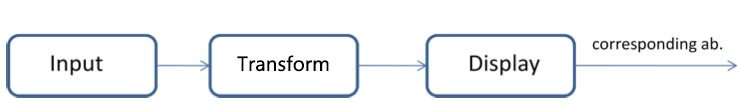 Input
Transform
Display
corresponding ab.